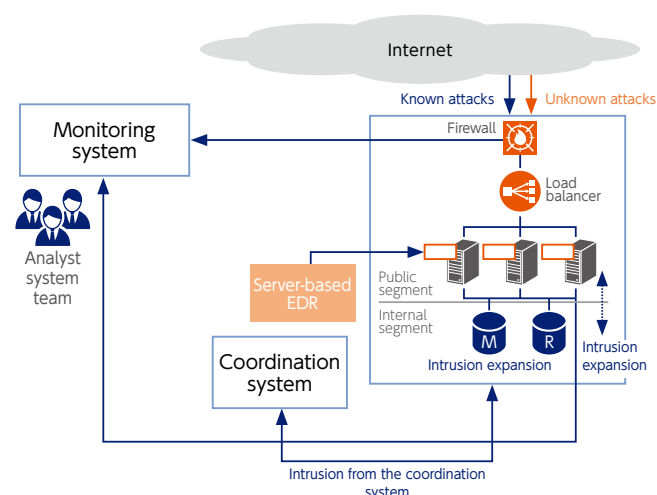 Internet
Known attacks
Unknown attacks
Monitoring
system
Firewall
Load
balancer
Analyst
system
team
Server-based
EDR
Public
segment
Internal
segment
M
R
Coordination
system
Intrusion expansion
Intrusion
expansion
Intrusion from the coordination
system